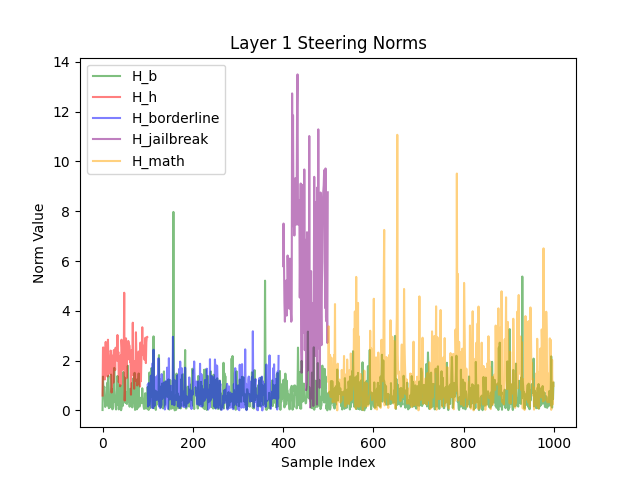 Layer 1 Steering Norms
H_b
H_h
H_borderline
H_jailbreak
H_math
Norm Value
14
12
10
8
6
4
2
0
0 200 400 600 800 1000
Sample Index